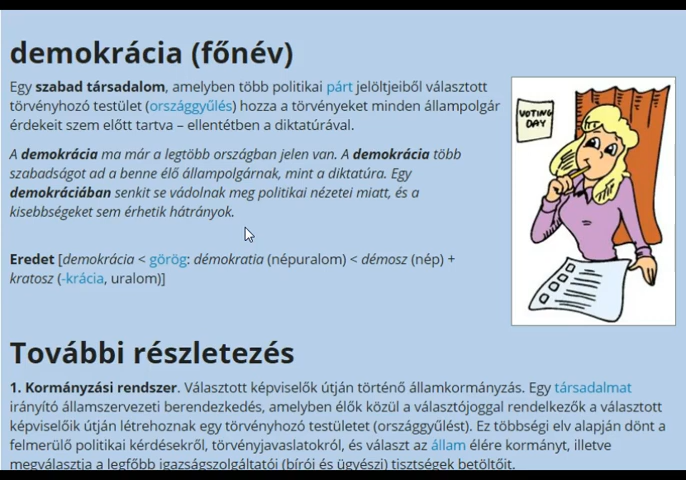 demokrácia (főnév)
Egy szabad társadalom, amelyben több politikai párt jelöltjeiből választott
törvényhozó testület (országgyűlés) hozza a törvényeket minden állampolgár
érdekeit szem előtt tartva – ellentétben a diktatúrával.
A demokrácia ma már a legtöbb országban jelen van. A demokrácia több
szabadságot ad a benne élő állampolgárnak, mint a diktatúra. Egy
demokráciában senkit se vádolnak meg politikai nézetei miatt, és a
kisebbségeket sem érhetik hátrányok.
VOTING
DAY
Eredet [demokrácia < görög: démokratia (népuralom) < démosz (nép) +
kratosz (-krácia, uralom)]
További részletezés
1. Kormányzási rendszer. Választott képviselők útján történő államkormányzás. Egy társadalmat
irányító államszervezeti berendezkedés, amelyben élők közül a választójoggal rendelkezők a választott
képviselőik útján létrehoznak egy törvényhozó testületet (országgyűlést). Ez többségi elv alapján dönt a
felmerülő politikai kérdésekről, törvényjavaslatokról, és választ az állam élére kormányt, illetve
megválasztja a legfőbb igazságszolgáltatói (bírói és ügyészi) tisztségek betöltőit.